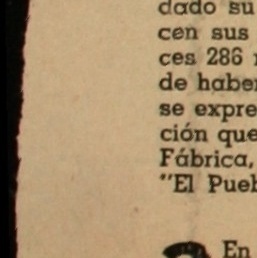 dado su
cen sus
ces 286
de haber
se expre
ción que
Fábrica,
"El Pueb
En